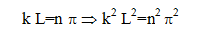 k L=n π ⇒ k² L²=n² π²